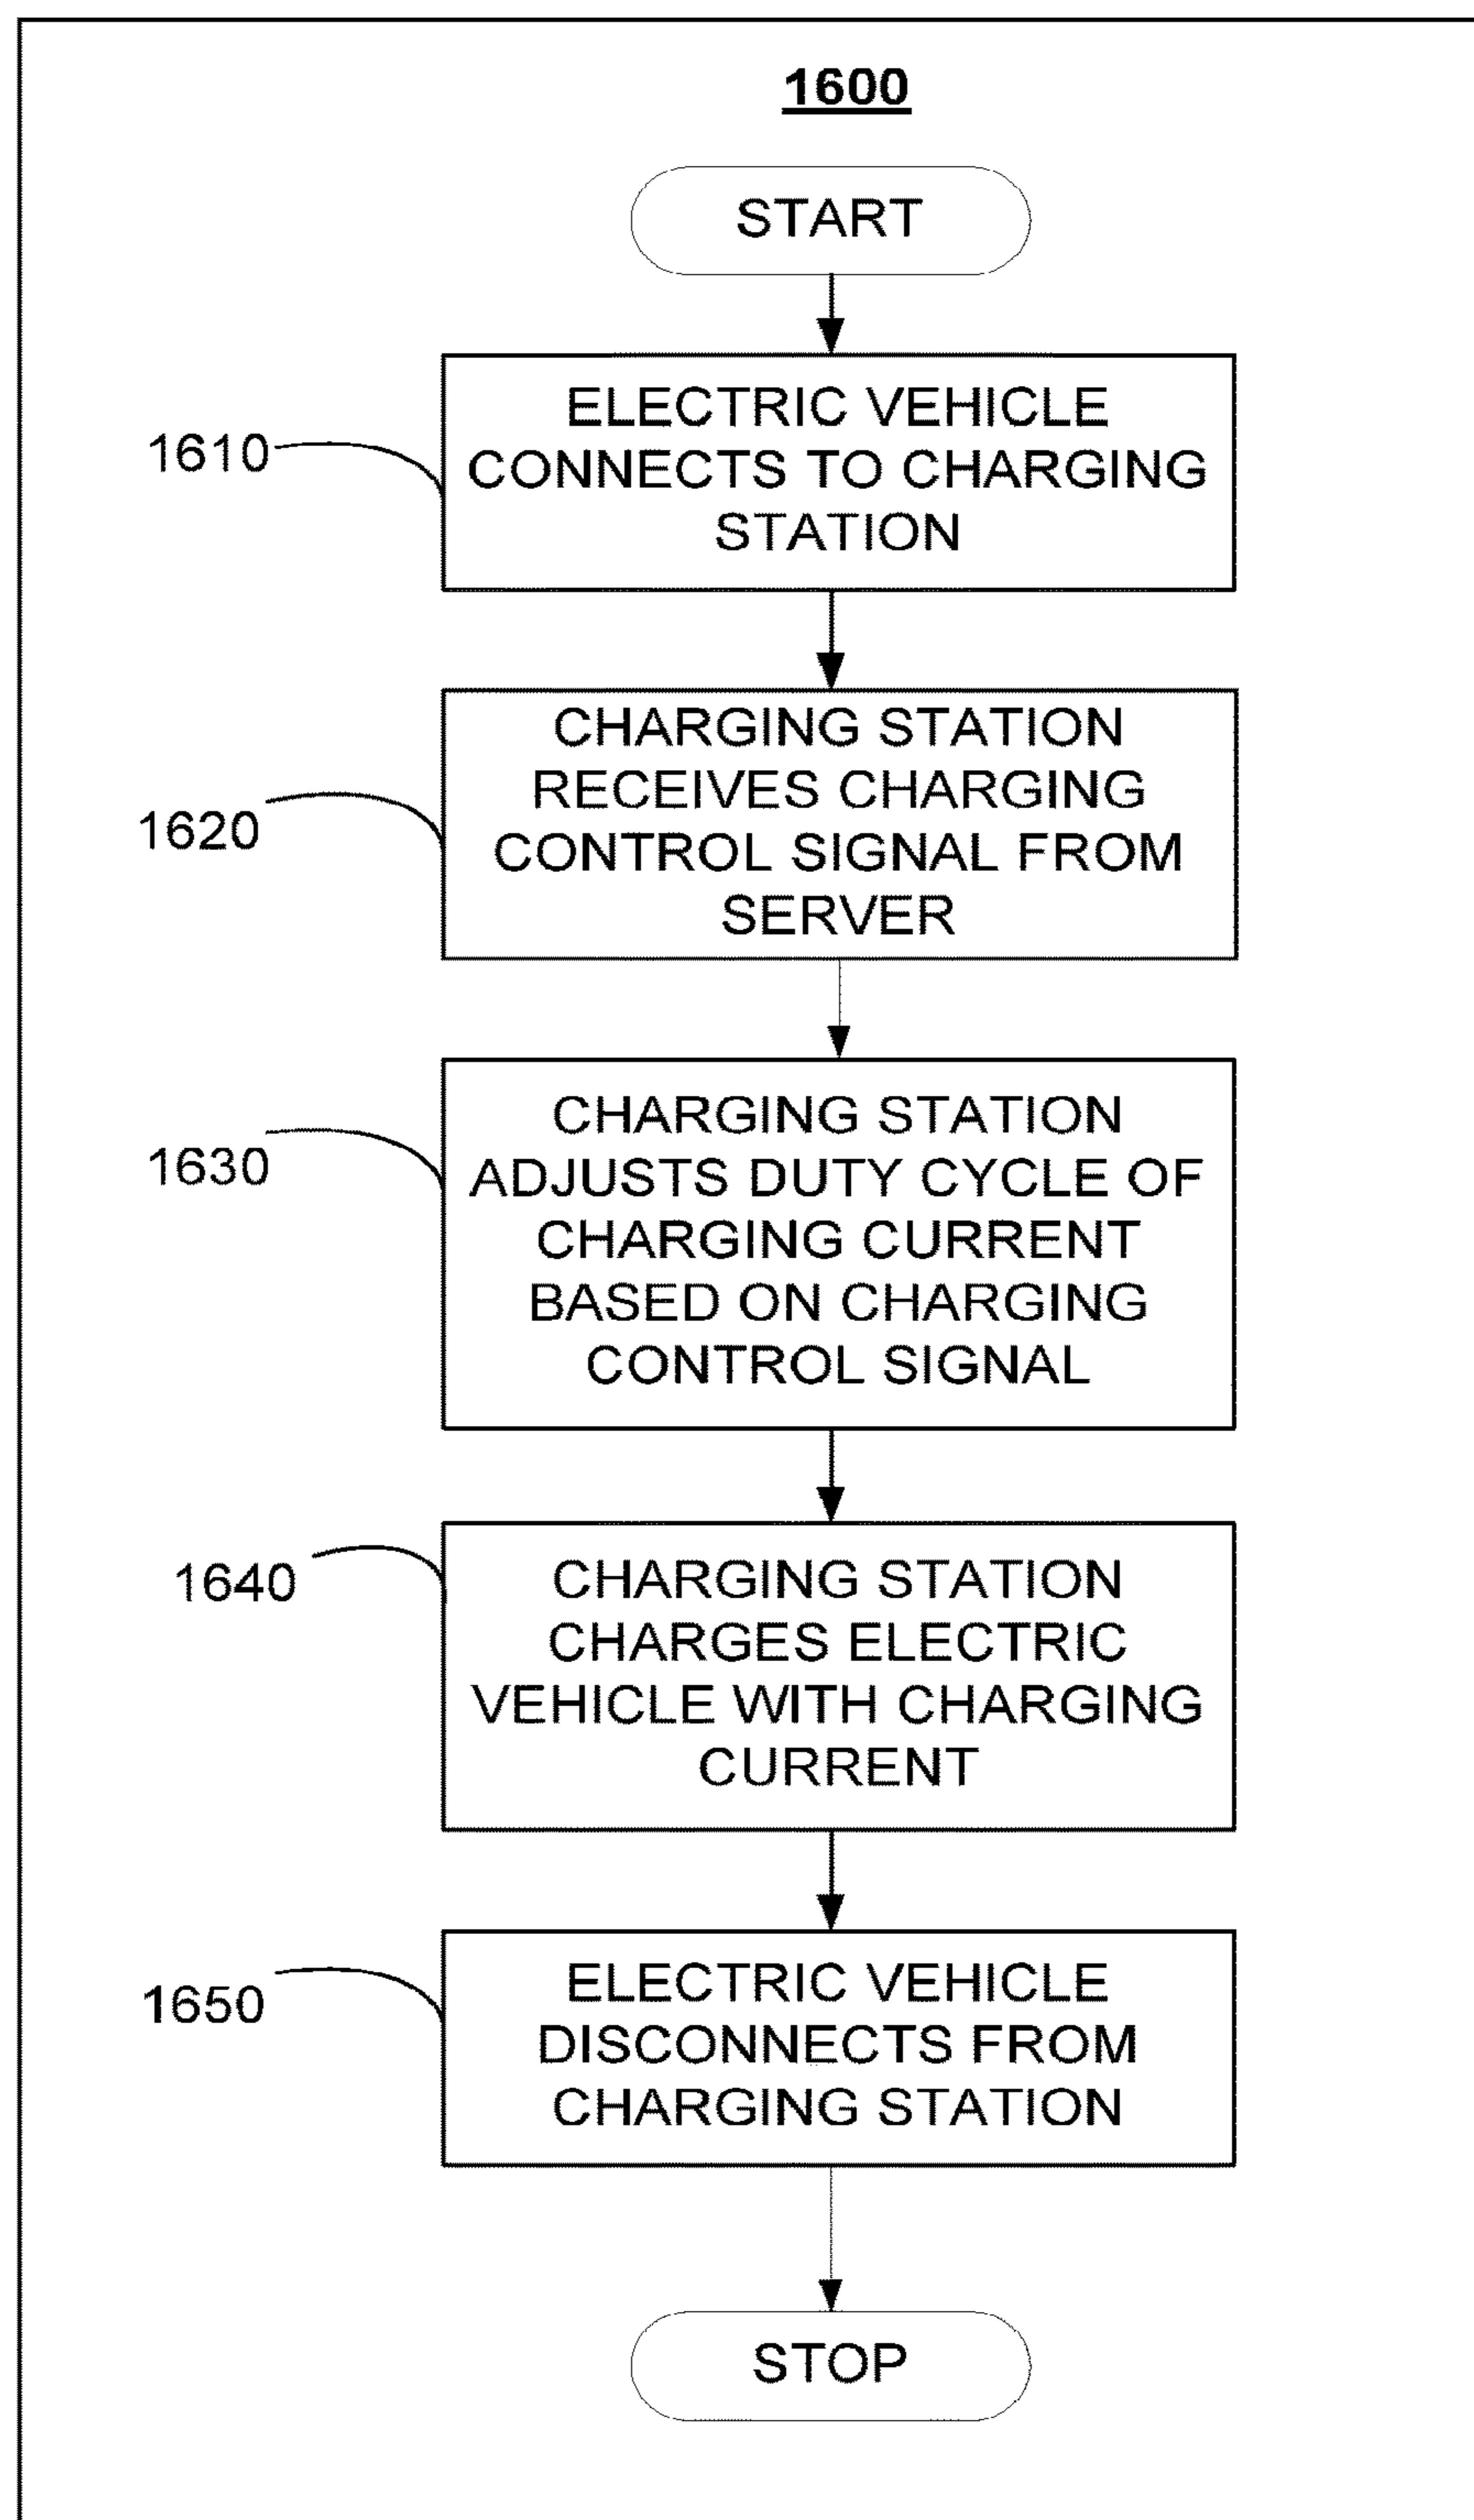 1600
START
1610
ELECTRIC VEHICLE
CONNECTS TO CHARGING
STATION
1620
CHARGING STATION
RECEIVES CHARGING
CONTROL SIGNAL FROM
SERVER
1630
CHARGING STATION
ADJUSTS DUTY CYCLE OF
CHARGING CURRENT
BASED ON CHARGING
CONTROL SIGNAL
1640
CHARGING STATION
CHARGES ELECTRIC
VEHICLE WITH CHARGING
CURRENT
1650
ELECTRIC VEHICLE
DISCONNECTS FROM
CHARGING STATION
STOP